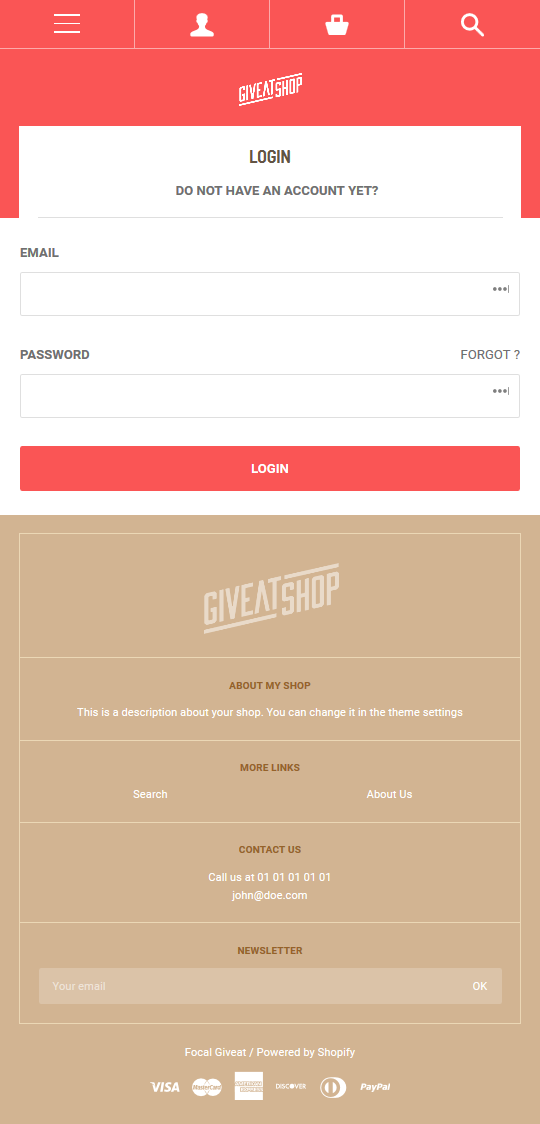 GIVEATSHOP
LOGIN
DO NOT HAVE AN ACCOUNT YET?
EMAIL
PASSWORD
FORGOT ?
LOGIN
GIVEATSHOP
ABOUT MY SHOP
This is a description about your shop. You can change it in the theme settings
MORE LINKS
Search About Us
CONTACT US
Call us at 01 01 01 01 01
john@doe.com
NEWSLETTER
Your email OK
Focal Giveat / Powered by Shopify
VISA MasterCard AMERICAN EXPRESS DISCOVER PayPal